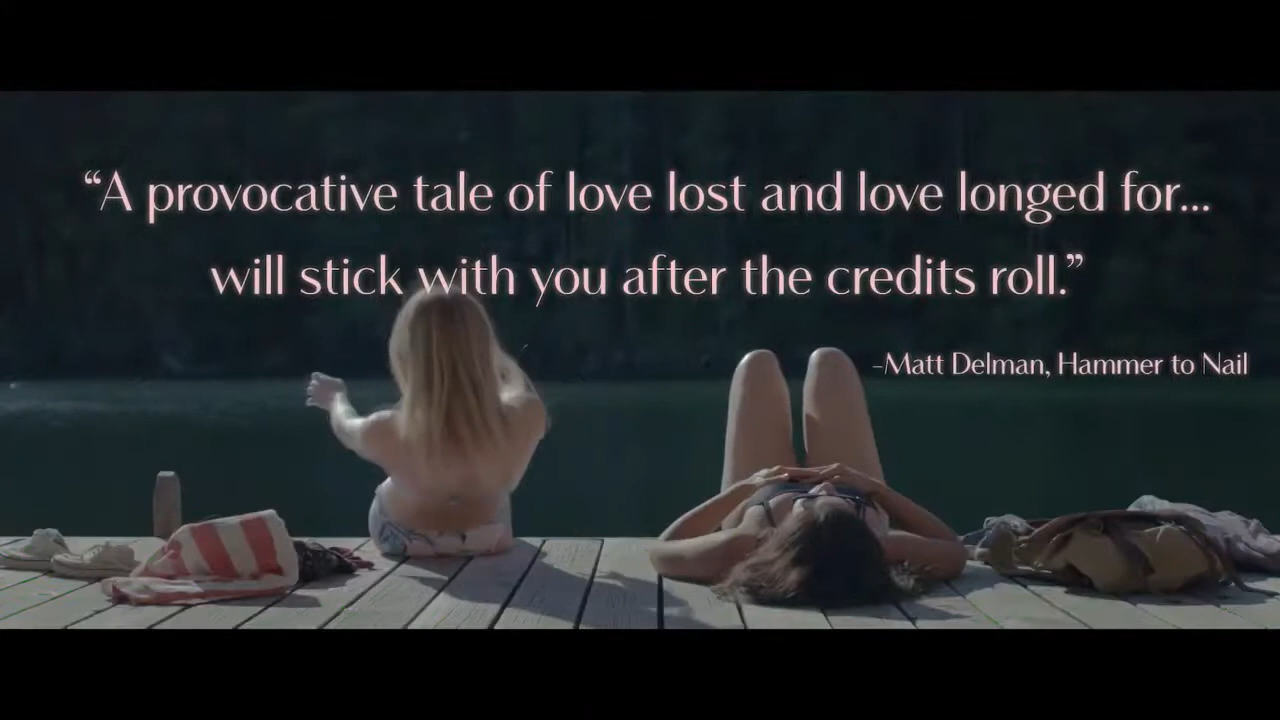 “A provocative tale of love lost and love longed for...
will stick with you after the credits roll.”
–Matt Delman, Hammer to Nail